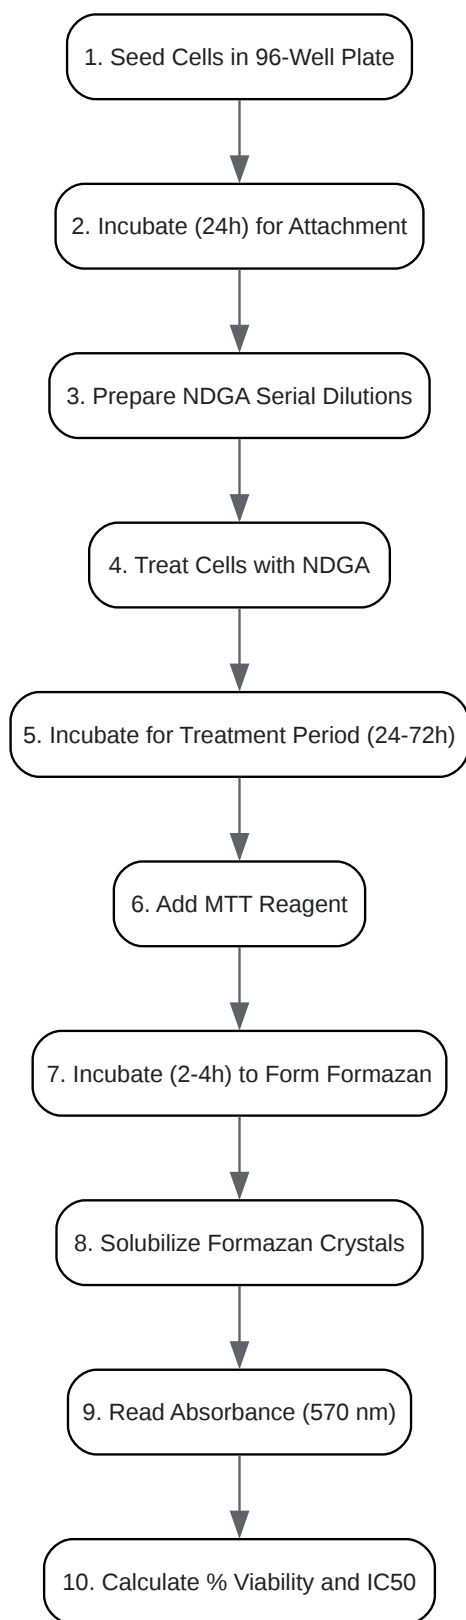 1. Seed Cells in 96-Well Plate
2. Incubate (24h) for Attachment
3. Prepare NDGA Serial Dilutions
4. Treat Cells with NDGA
5. Incubate for Treatment Period (24-72h)
6. Add MTT Reagent
7. Incubate (2-4h) to Form Formazan
8. Solubilize Formazan Crystals
9. Read Absorbance (570 nm)
10. Calculate % Viability and IC50